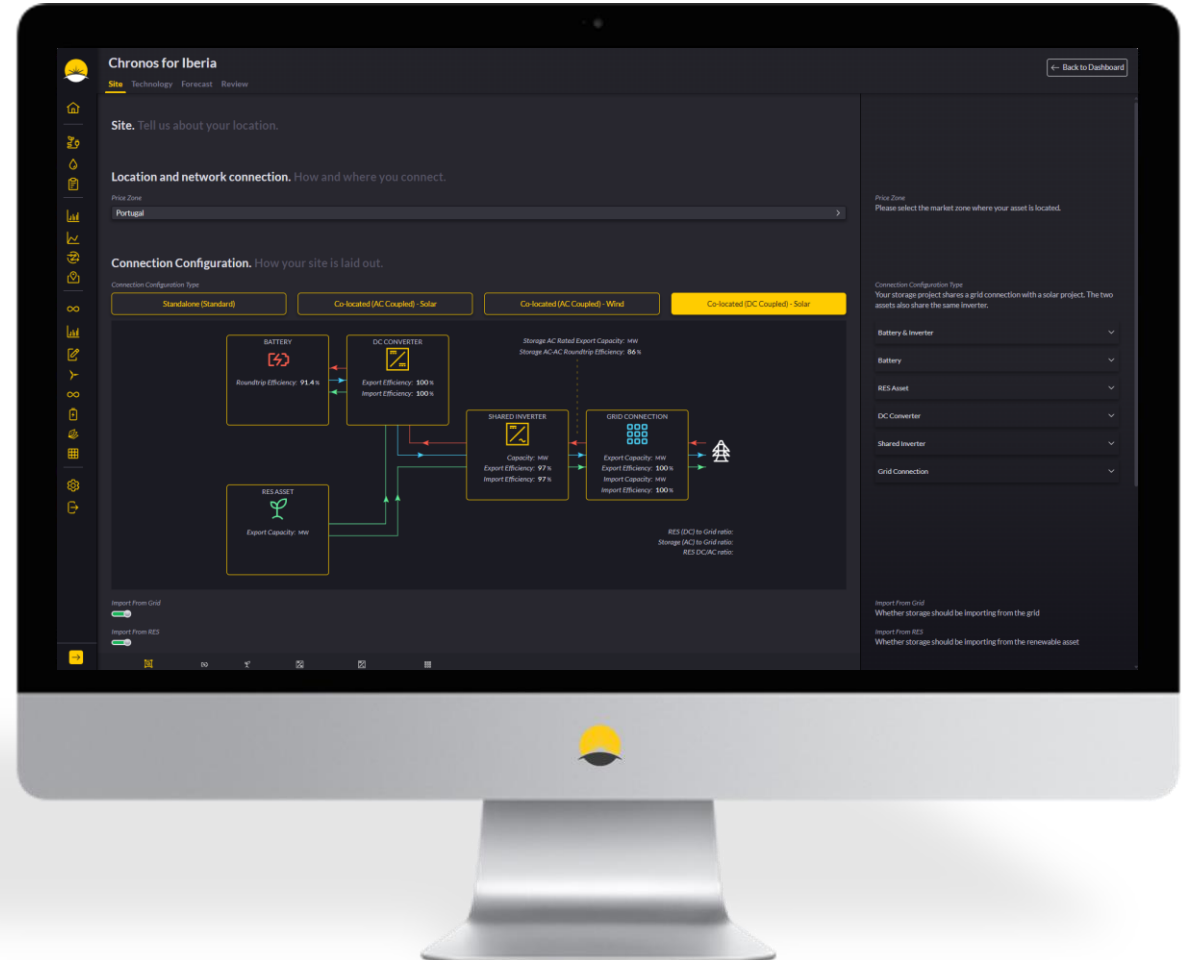 Chronos for Iberia
← Back to Dashboard
Site Technology Forecast Review
Site. Tell us about your location.
Location and network connection. How and where you connect.
Price Zone
Portugal
Price Zone
Please select the market zone where your asset is located.
Connection Configuration. How your site is laid out.
Connection Configuration Type
Standalone (Standard)
Co-located (AC Coupled) - Solar
Co-located (AC Coupled) - Wind
Co-located (DC Coupled) - Solar
Connection Configuration Type
Your storage project shares a grid connection with a solar project. The two
assets also share the same inverter.
Battery & Inverter
Battery
RES Asset
DC Converter
Shared Inverter
Grid Connection
BATTERY
Roundtrip Efficiency: 91.4 %
DC CONVERTER
Export Efficiency: 100 %
Import Efficiency: 100 %
Storage AC Rated Export Capacity: MW
Storage AC-AC Roundtrip Efficiency: 86 %
SHARED INVERTER
Capacity: MW
Export Efficiency: 97 %
Import Efficiency: 97 %
GRID CONNECTION
Export Capacity: MW
Export Efficiency: 100 %
Import Capacity: MW
Import Efficiency: 100 %
RES ASSET
Export Capacity: MW
RES (DC) to Grid ratio:
Storage (AC) to Grid ratio:
RES DC/AC ratio:
Import From Grid
Import From RES
Import From Grid
Whether storage should be importing from the grid
Import From RES
Whether storage should be importing from the renewable asset